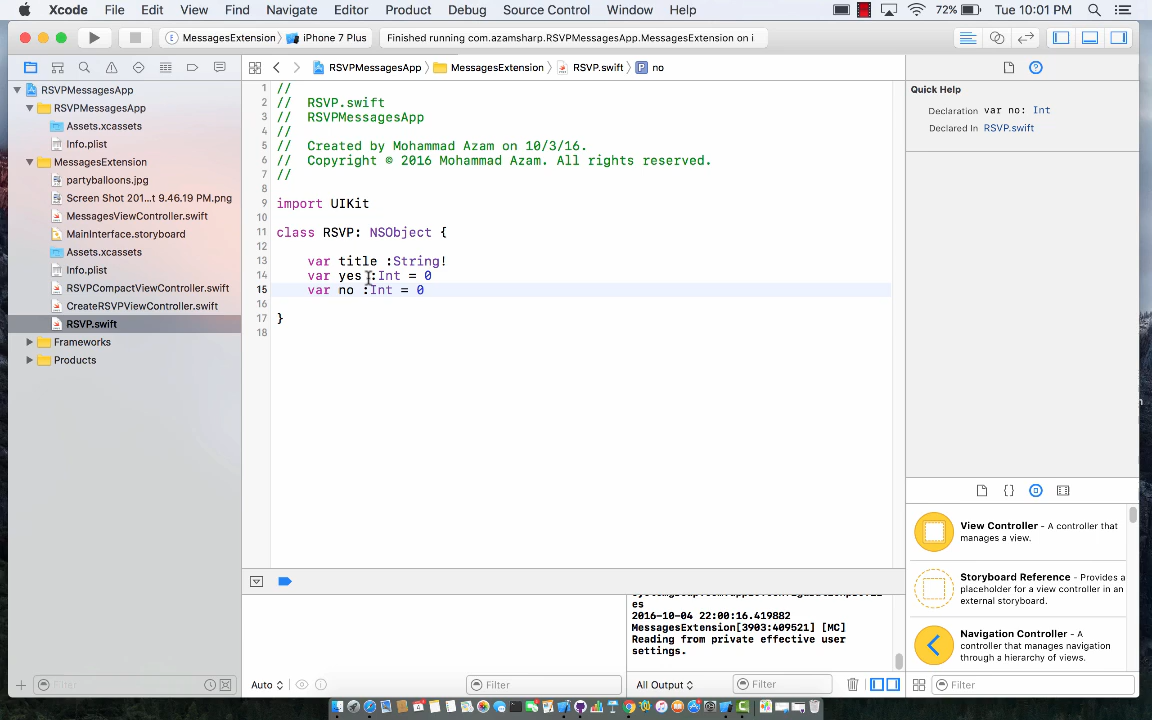 Xcode File Edit View Find Navigate Editor Product Debug Source Control Window Help 72% Tue 10:01 PM
MessagesExtension iPhone 7 Plus Finished running com.azamsharp.RSVPMessagesApp.MessagesExtension on i
RSVPMessagesApp MessagesExtension RSVP.swift P no
RSVPMessagesApp
RSVPMessagesApp
Assets.xcassets
Info.plist
MessagesExtension
partyballoons.jpg
Screen Shot 201...t 9.46.19 PM.png
MessagesViewController.swift
MainInterface.storyboard
Assets.xcassets
Info.plist
RSVPCompactViewController.swift
CreateRSVPViewController.swift
RSVP.swift
Frameworks
Products
Filter
1 //
2 // RSVP.swift
3 // RSVPMessagesApp
4 //
5 // Created by Mohammad Azam on 10/3/16.
6 // Copyright © 2016 Mohammad Azam. All rights reserved.
7 //
8
9 import UIKit
10
11 class RSVP: NSObject {
12
13 var title :String!
14 var yes :Int = 0
15 var no :Int = 0
16
17 }
18
Auto
Filter
es
2016-10-04 22:00:16.419882
MessagesExtension[3903:409521] [MC]
Reading from private effective user
settings.
All Output
Filter
Quick Help
Declaration var no: Int
Declared In RSVP.swift
View Controller - A controller that
manages a view.
Storyboard Reference - Provides a
placeholder for a view controller in an
external storyboard.
Navigation Controller - A
controller that manages navigation
through a hierarchy of views.
Filter